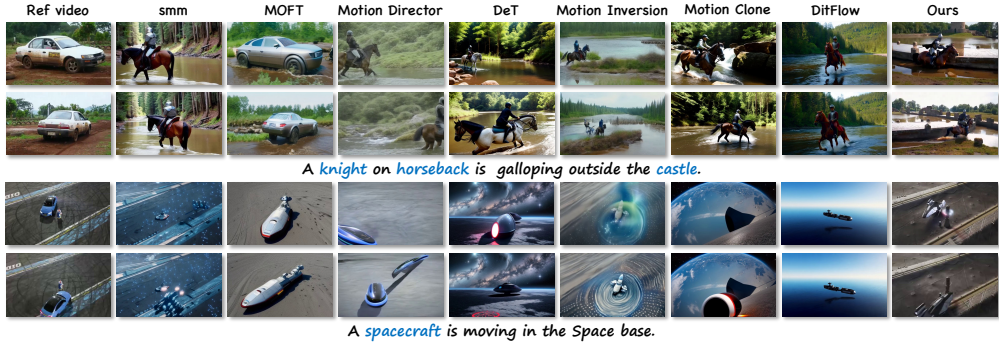 Ref video smm MOFT Motion Director DeT Motion Inversion Motion Clone DitFlow Ours
A knight on horseback is galloping outside the castle.
A spacecraft is moving in the Space base.